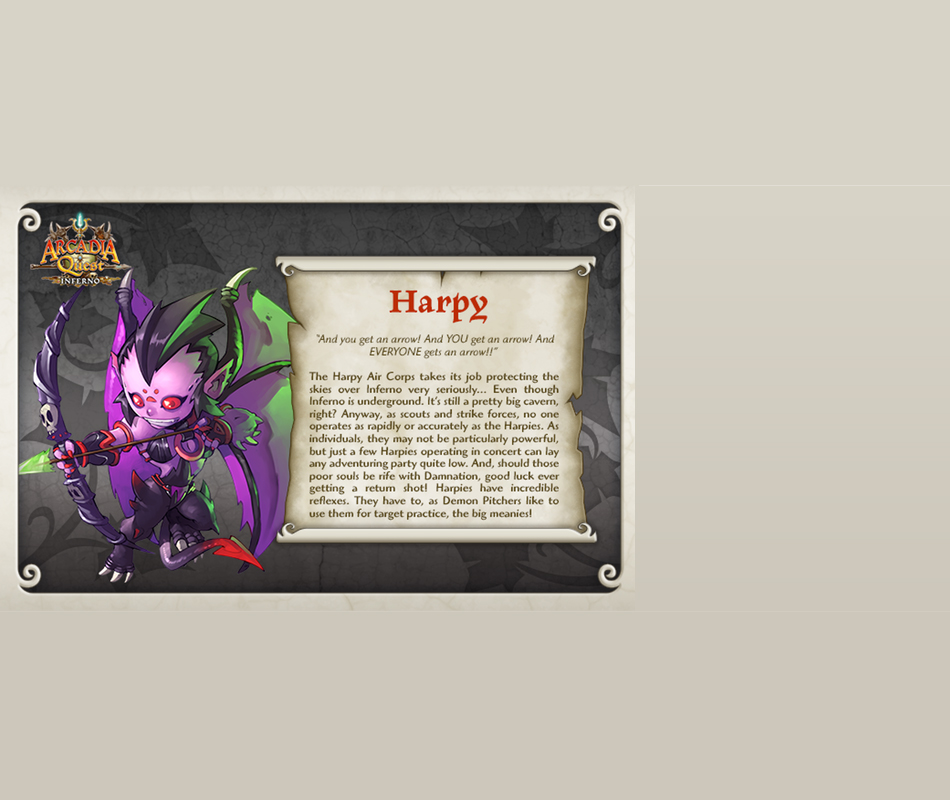 ARCADIA
Quest
INFERNO
Harpy
"And you get an arrow! And YOU get an arrow! And
EVERYONE gets an arrow!!"
The Harpy Air Corps takes its job protecting the
skies over Inferno very seriously... Even though
Inferno is underground. It's still a pretty big cavern,
right? Anyway, as scouts and strike forces, no one
operates as rapidly or accurately as the Harpies. As
individuals, they may not be particularly powerful,
but just a few Harpies operating in concert can lay
any adventuring party quite low. And, should those
poor souls be rife with Damnation, good luck ever
getting a return shot! Harpies have incredible
reflexes. They have to, as Demon Pitchers like to
use them for target practice, the big meanies!